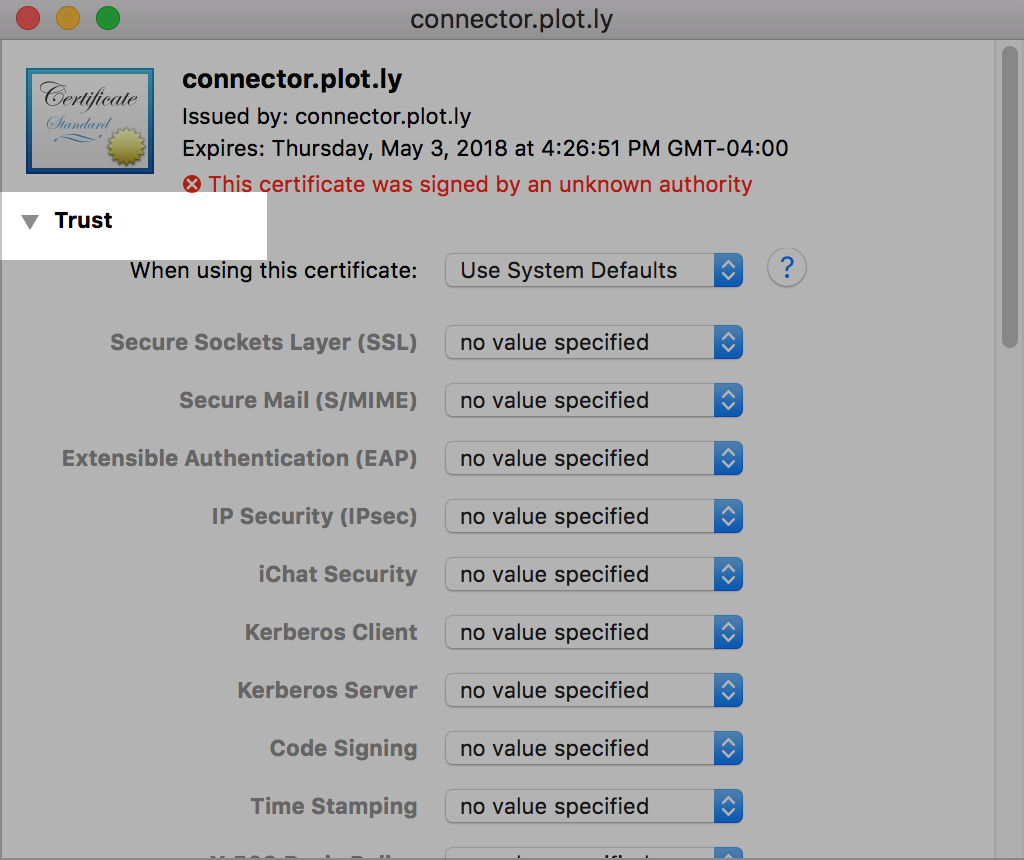 connector.plot.ly
Certificate
Standard
connector.plot.ly
Issued by: connector.plot.ly
Expires: Thursday, May 3, 2018 at 4:26:51 PM GMT-04:00
This certificate was signed by an unknown authority
Trust
When using this certificate: Use System Defaults ?
Secure Sockets Layer (SSL) no value specified
Secure Mail (S/MIME) no value specified
Extensible Authentication (EAP) no value specified
IP Security (IPsec) no value specified
iChat Security no value specified
Kerberos Client no value specified
Kerberos Server no value specified
Code Signing no value specified
Time Stamping no value specified